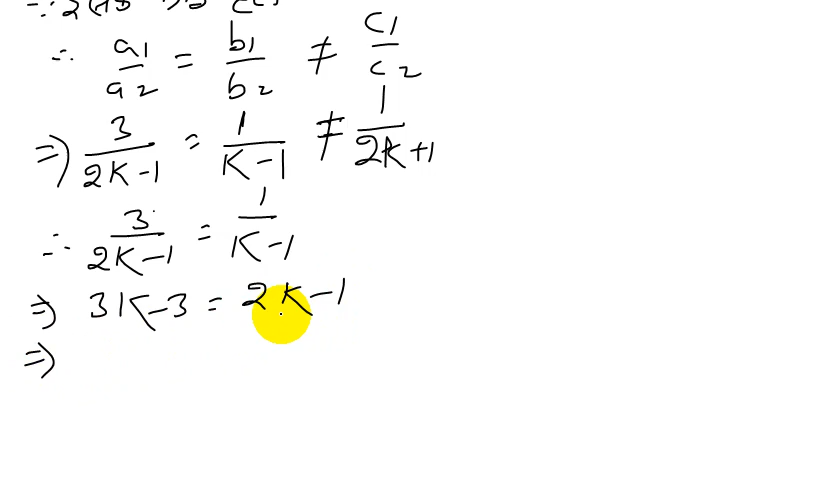 ∴ a1/a2 = b1/b2 ≠ c1/c2
⇒) 3/(2K-1) = 1/(K-1) ≠ 1/(2K+1)
∴ 3/(2K-1) = 1/(K-1)
⇒ 3K-3 = 2K-1
⇒)